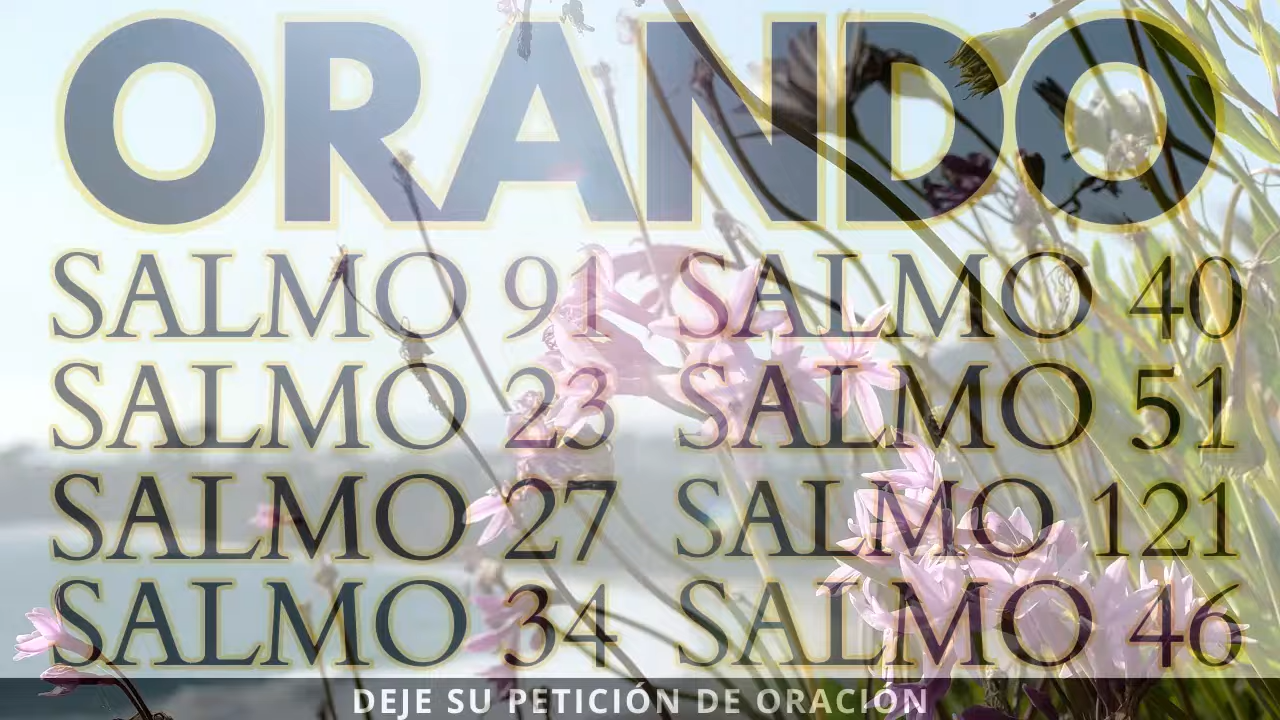 ORANDO
SALMO 91 SALMO 40
SALMO 23 SALMO 51
SALMO 27 SALMO 121
SALMO 34 SALMO 46
DEJE SU PETICIÓN DE ORACIÓN